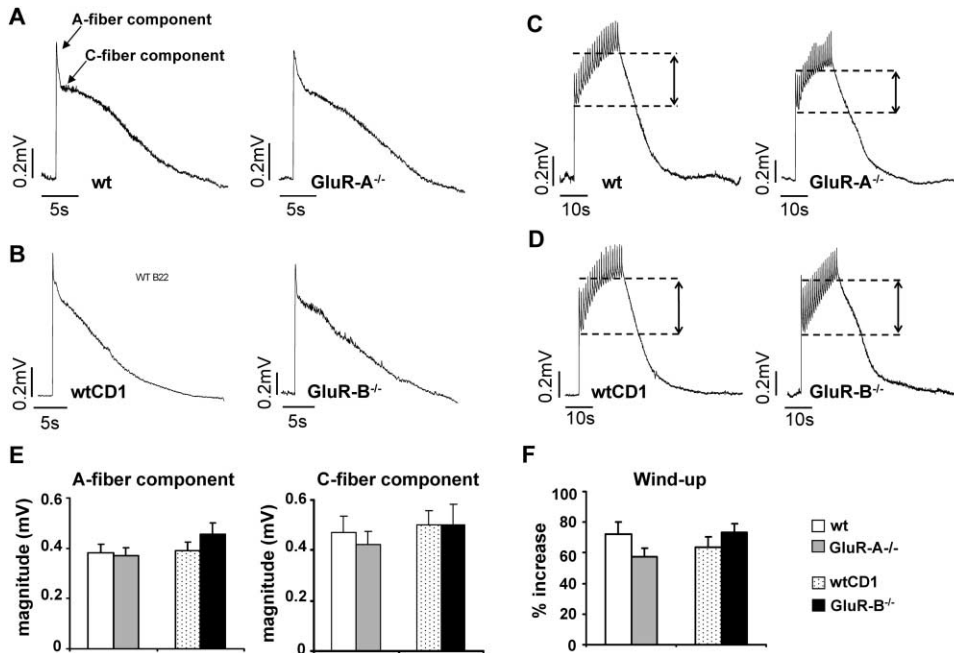 A
A-fiber component
C-fiber component
0.2mV
wt
5s
0.2mV
GluR-A-/-
5s
C
0.2mV
wt
10s
0.2mV
GluR-A-/-
10s
B
WT B22
0.2mV
wtCD1
5s
0.2mV
GluR-B-/-
5s
D
0.2mV
wtCD1
10s
0.2mV
GluR-B-/-
10s
E
A-fiber component
magnitude (mV)
0.6
0.4
0.2
0
C-fiber component
magnitude (mV)
0.6
0.4
0.2
0
F
Wind-up
% increase
100
80
60
40
20
0
wt
GluR-A-/-
wtCD1
GluR-B-/-